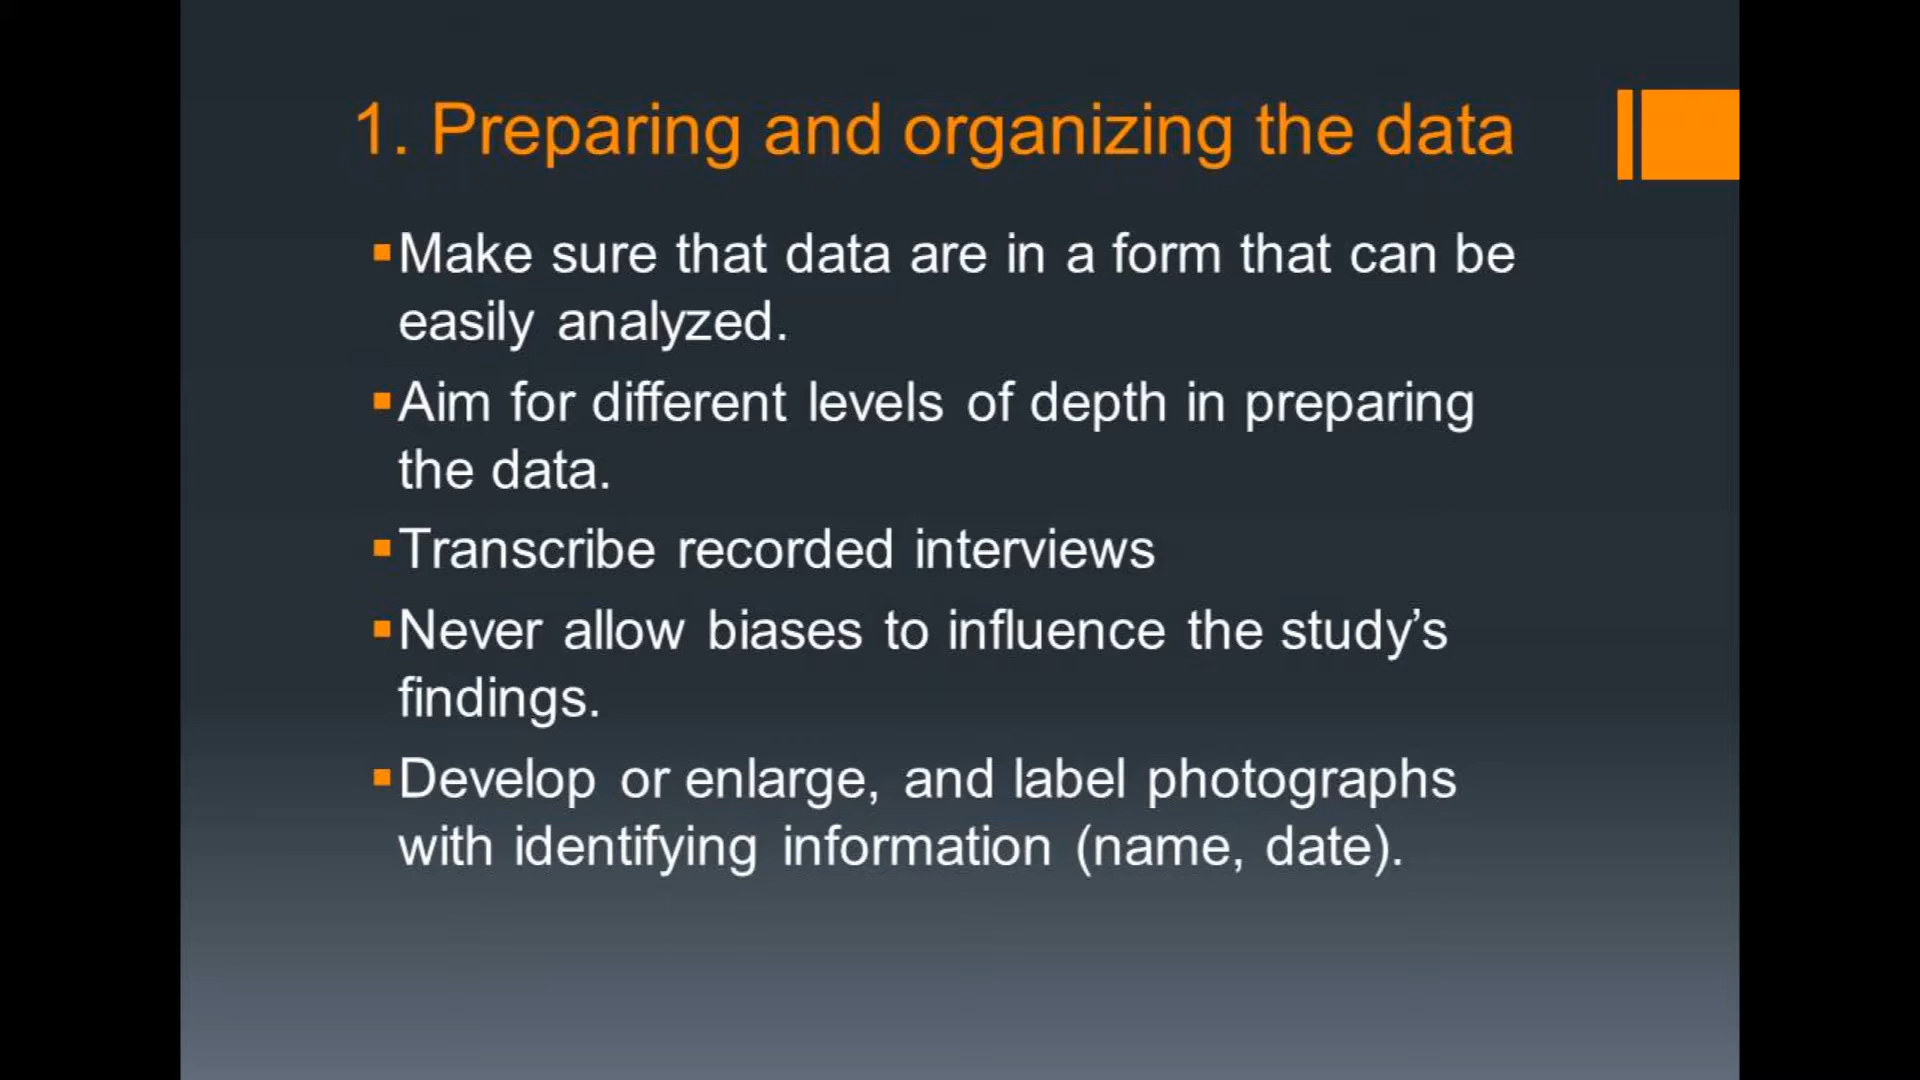 1. Preparing and organizing the data
▪Make sure that data are in a form that can be
easily analyzed.
▪Aim for different levels of depth in preparing
the data.
▪Transcribe recorded interviews
▪Never allow biases to influence the study’s
findings.
▪Develop or enlarge, and label photographs
with identifying information (name, date).